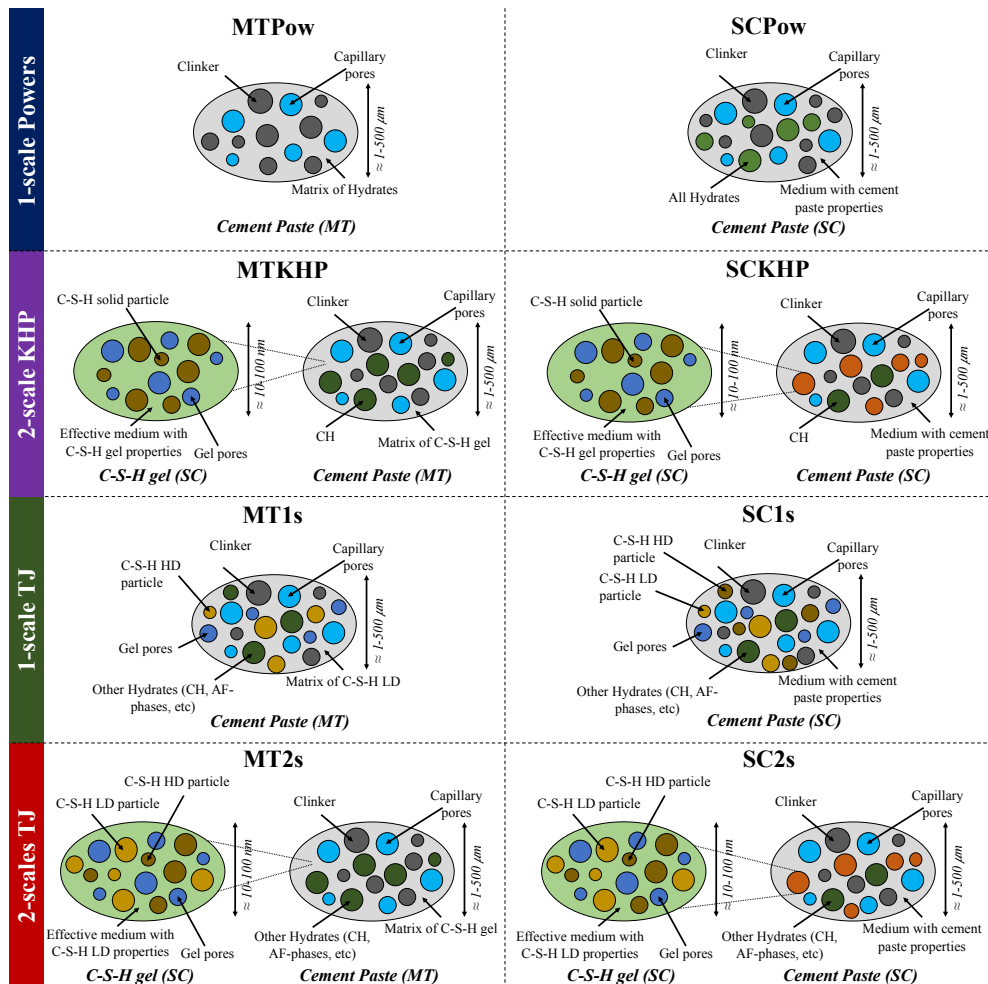 1-scale Powers
MTPow
Clinker
Capillary
pores
≈ 1-500 μm
Matrix of Hydrates
Cement Paste (MT)
SCPow
Clinker
Capillary
pores
≈ 1-500 μm
All Hydrates
Medium with cement
paste properties
Cement Paste (SC)
2-scale KHP
MTKHP
C-S-H solid particle
Clinker
Capillary
pores
≈ 10-100 nm
≈ 1-500 μm
Effective medium with
C-S-H gel properties
Gel pores
CH
Matrix of C-S-H gel
C-S-H gel (SC)
Cement Paste (MT)
SCKHP
C-S-H solid particle
Clinker
Capillary
pores
≈ 10-100 nm
≈ 1-500 μm
Effective medium with
C-S-H gel properties
Gel pores
CH
Medium with cement
paste properties
C-S-H gel (SC)
Cement Paste (SC)
1-scale TJ
MT1s
C-S-H HD
particle
Clinker
Capillary
pores
≈ 1-500 μm
Gel pores
Other Hydrates (CH, AF-
phases, etc)
Matrix of C-S-H LD
Cement Paste (MT)
SC1s
C-S-H HD
particle
C-S-H LD
particle
Clinker
Capillary
pores
≈ 1-500 μm
Gel pores
Other Hydrates (CH, AF-
phases, etc)
Medium with cement
paste properties
Cement Paste (SC)
2-scales TJ
MT2s
C-S-H HD particle
C-S-H LD particle
Clinker
Capillary
pores
≈ 10-100 nm
≈ 1-500 μm
Effective medium with
C-S-H LD properties
Gel pores
Other Hydrates (CH,
AF-phases, etc)
Matrix of C-S-H gel
C-S-H gel (SC)
Cement Paste (MT)
SC2s
C-S-H HD particle
C-S-H LD particle
Clinker
Capillary
pores
≈ 10-100 nm
≈ 1-500 μm
Effective medium with
C-S-H LD properties
Gel pores
Other Hydrates (CH,
AF-phases, etc)
Medium with cement
paste properties
C-S-H gel (SC)
Cement Paste (SC)